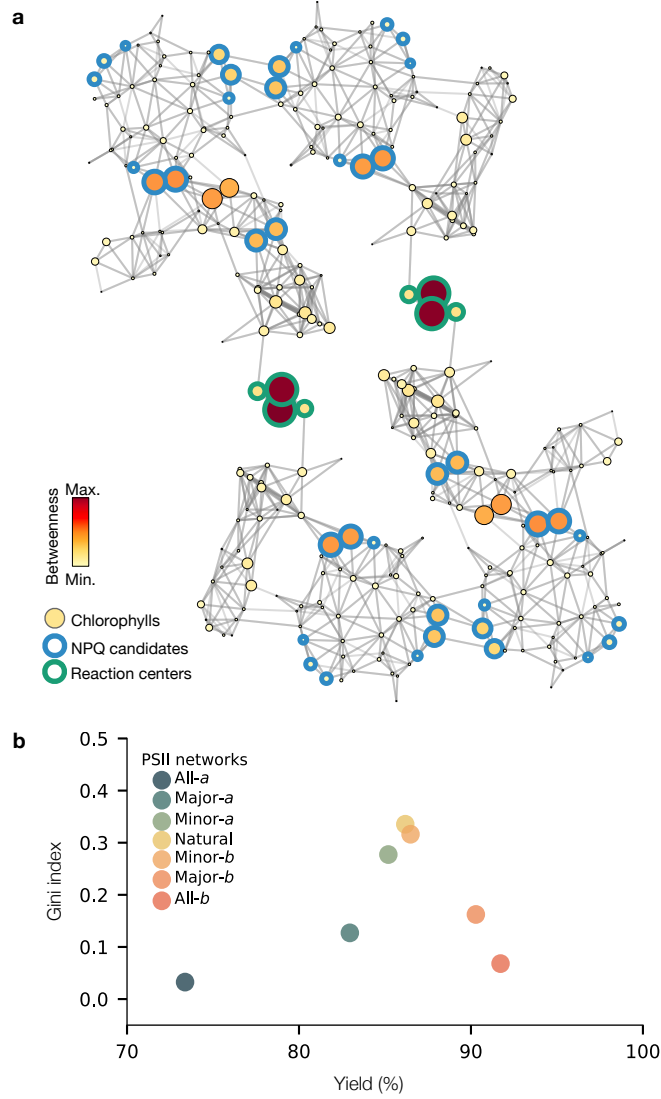 a
Betweenness
Max.
Min.
Chlorophylls
NPQ candidates
Reaction centers
b
Gini index
0.5
0.4
0.3
0.2
0.1
0.0
PSII networks
All-a
Major-a
Minor-a
Natural
Minor-b
Major-b
All-b
70
80
90
100
Yield (%)